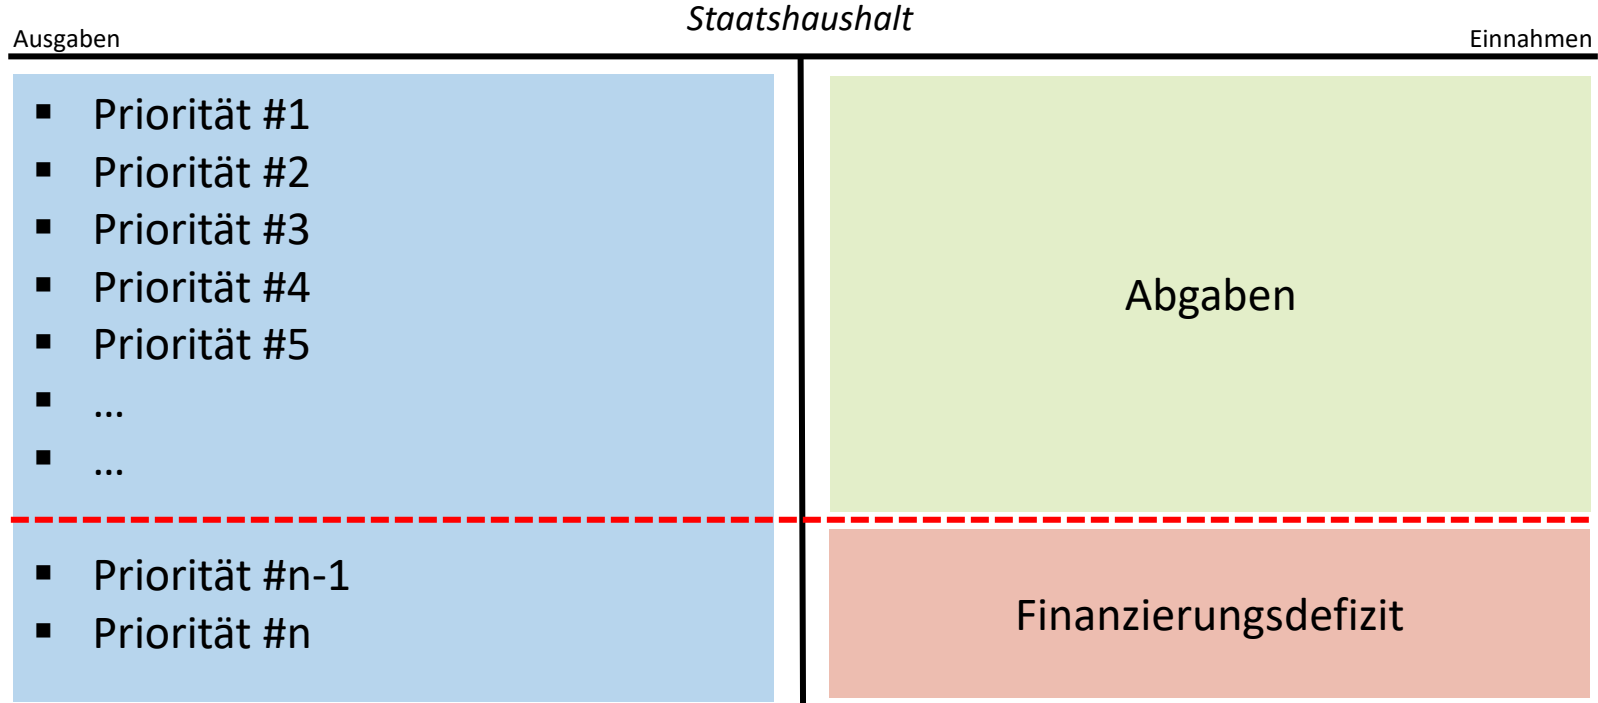 Staatshaushalt
Ausgaben
Einnahmen
▪ Priorität #1
▪ Priorität #2
▪ Priorität #3
▪ Priorität #4
▪ Priorität #5
▪ ...
▪ ...
▪ Priorität #n-1
▪ Priorität #n
Abgaben
Finanzierungsdefizit